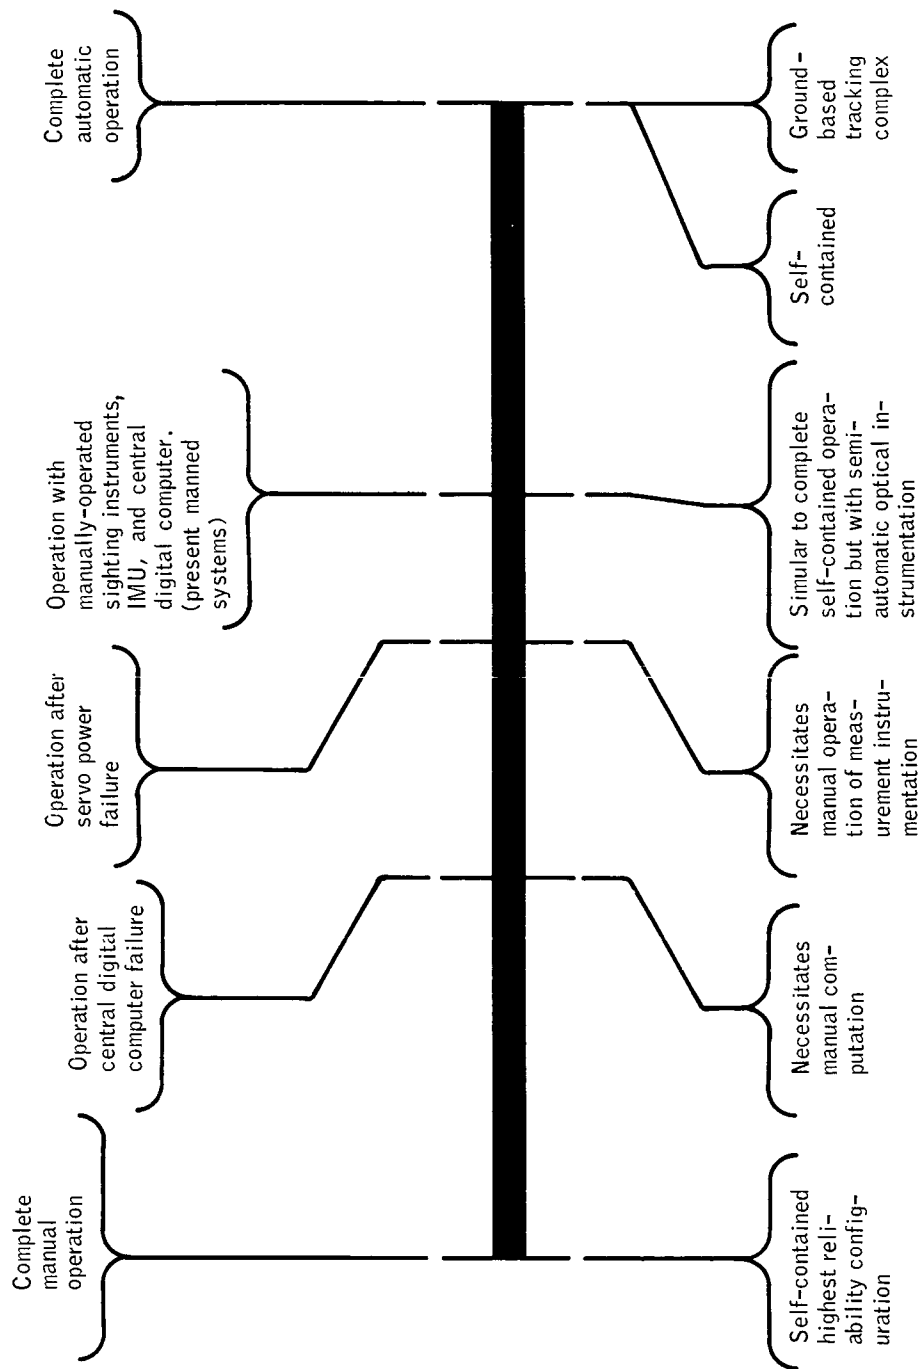 Complete
manual
operation
Operation after
central digital
computer failure
Operation after
servo power
failure
Operation with
manually-operated
sighting instruments,
IMU, and central
digital computer.
(present manned
systems)
Complete
automatic
operation
Self-contained
highest reli-
ability config-
uration
Necessitates
manual com-
putation
Necessitates
manual opera-
tion of meas-
urement instru-
mentation
Simular to complete
self-contained opera-
tion but with semi-
automatic optical in-
strumentation
Self-
contained
Ground-
based
tracking
complex